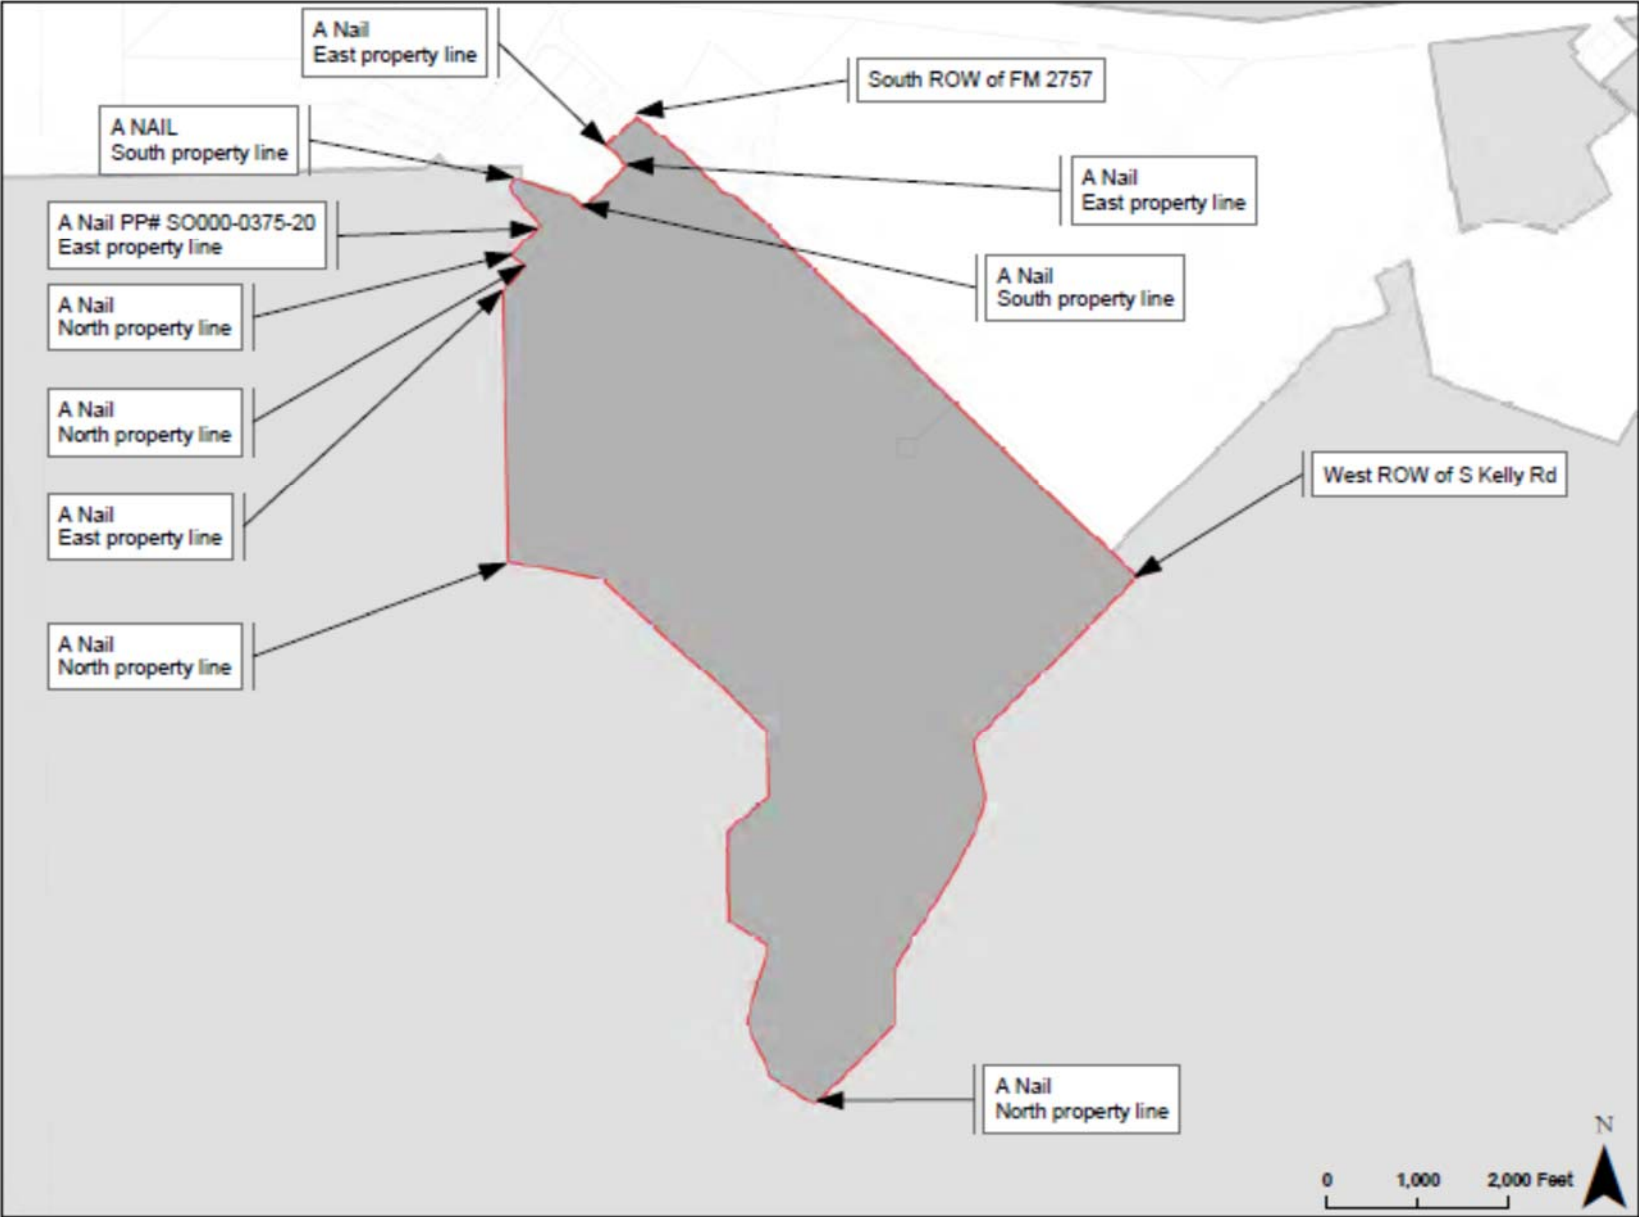 A Nail
East property line
South ROW of FM 2757
A NAIL
South property line
A Nail
East property line
A Nail PP# SO000-0375-20
East property line
A Nail
South property line
A Nail
North property line
A Nail
North property line
West ROW of S Kelly Rd
A Nail
East property line
A Nail
North property line
A Nail
North property line
N
0 1,000 2,000 Feet